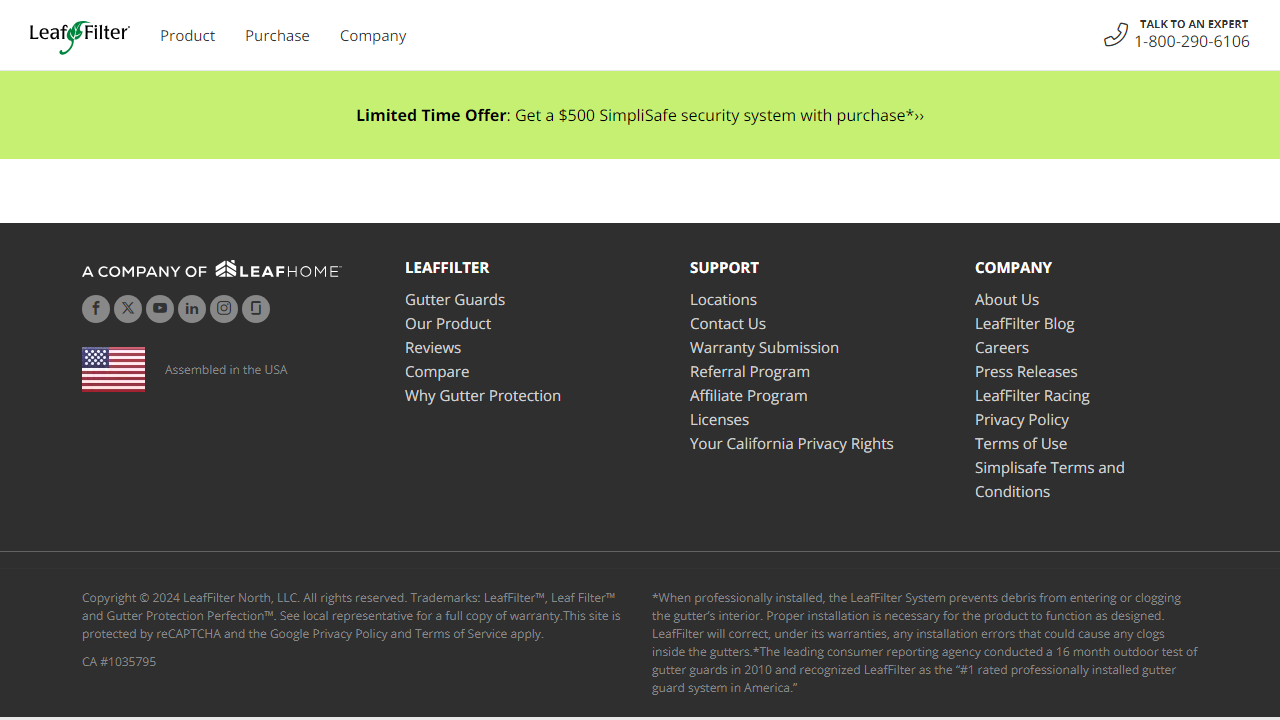 LeafFilter
Product
Purchase
Company
TALK TO AN EXPERT
1-800-290-6106
Limited Time Offer: Get a $500 SimpliSafe security system with purchase*››
A COMPANY OF LEAFHOME
Assembled in the USA
LEAFFILTER
Gutter Guards
Our Product
Reviews
Compare
Why Gutter Protection
SUPPORT
Locations
Contact Us
Warranty Submission
Referral Program
Affiliate Program
Licenses
Your California Privacy Rights
COMPANY
About Us
LeafFilter Blog
Careers
Press Releases
LeafFilter Racing
Privacy Policy
Terms of Use
Simplisafe Terms and
Conditions
Copyright © 2024 LeafFilter North, LLC. All rights reserved. Trademarks: LeafFilter™, Leaf Filter™
and Gutter Protection Perfection™. See local representative for a full copy of warranty.This site is
protected by reCAPTCHA and the Google Privacy Policy and Terms of Service apply.
CA #1035795
*When professionally installed, the LeafFilter System prevents debris from entering or clogging
the gutter’s interior. Proper installation is necessary for the product to function as designed.
LeafFilter will correct, under its warranties, any installation errors that could cause any clogs
inside the gutters.*The leading consumer reporting agency conducted a 16 month outdoor test of
gutter guards in 2010 and recognized LeafFilter as the “#1 rated professionally installed gutter
guard system in America.”